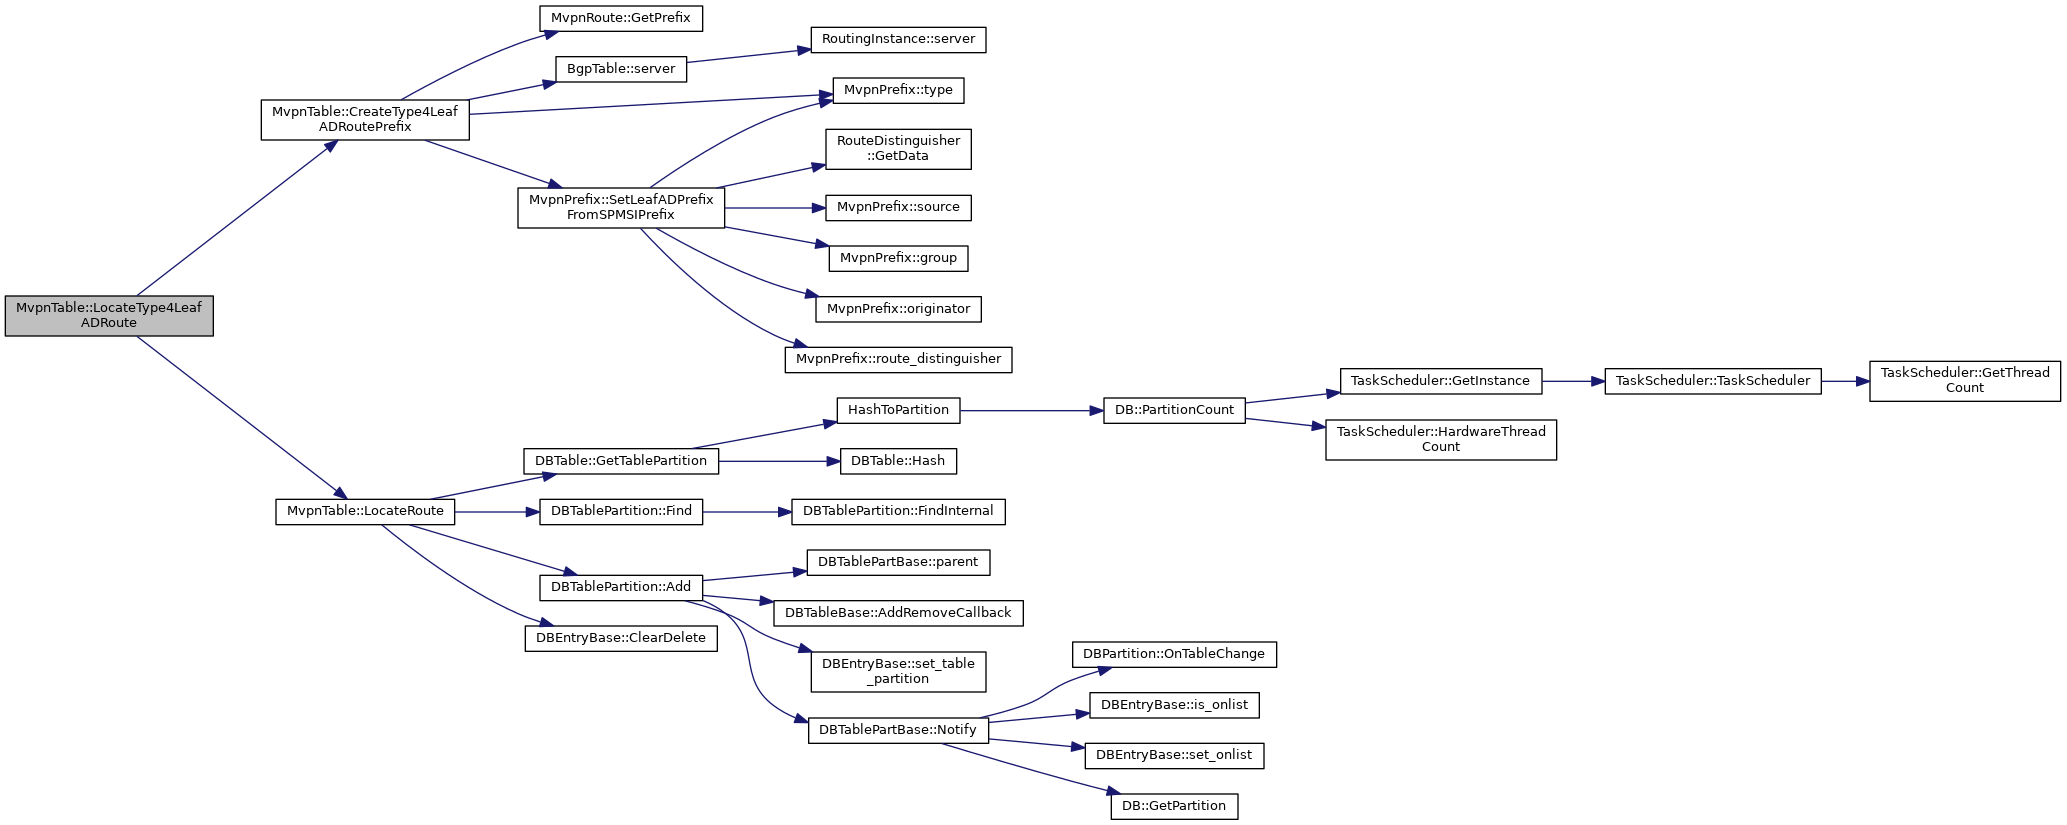 MvpnRoute::GetPrefix
RoutingInstance::server
BgpTable::server
MvpnPrefix::type
MvpnTable::CreateType4Leaf
ADRoutePrefix
RouteDistinguisher
::GetData
MvpnPrefix::SetLeafADPrefix
FromSPMSIPrefix
MvpnPrefix::source
MvpnPrefix::group
MvpnTable::LocateType4Leaf
ADRoute
MvpnPrefix::originator
MvpnPrefix::route_distinguisher
TaskScheduler::GetInstance
TaskScheduler::TaskScheduler
TaskScheduler::GetThread
Count
HashToPartition
DB::PartitionCount
TaskScheduler::HardwareThread
Count
DBTable::GetTablePartition
DBTable::Hash
MvpnTable::LocateRoute
DBTablePartition::Find
DBTablePartition::FindInternal
DBTablePartBase::parent
DBTablePartition::Add
DBTableBase::AddRemoveCallback
DBEntryBase::ClearDelete
DBEntryBase::set_table
_partition
DBPartition::OnTableChange
DBEntryBase::is_onlist
DBTablePartBase::Notify
DBEntryBase::set_onlist
DB::GetPartition